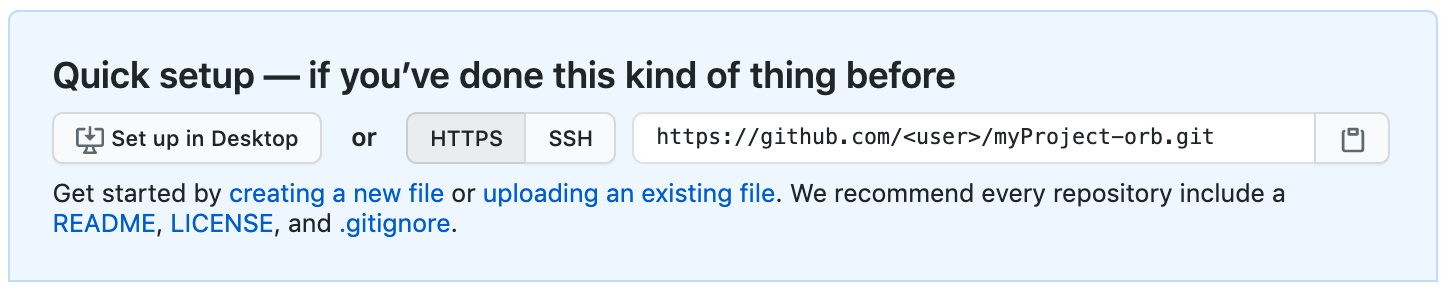 Quick setup — if you’ve done this kind of thing before
Set up in Desktop or HTTPS SSH https://github.com/<user>/myProject-orb.git
Get started by creating a new file or uploading an existing file. We recommend every repository include a
README, LICENSE, and .gitignore.